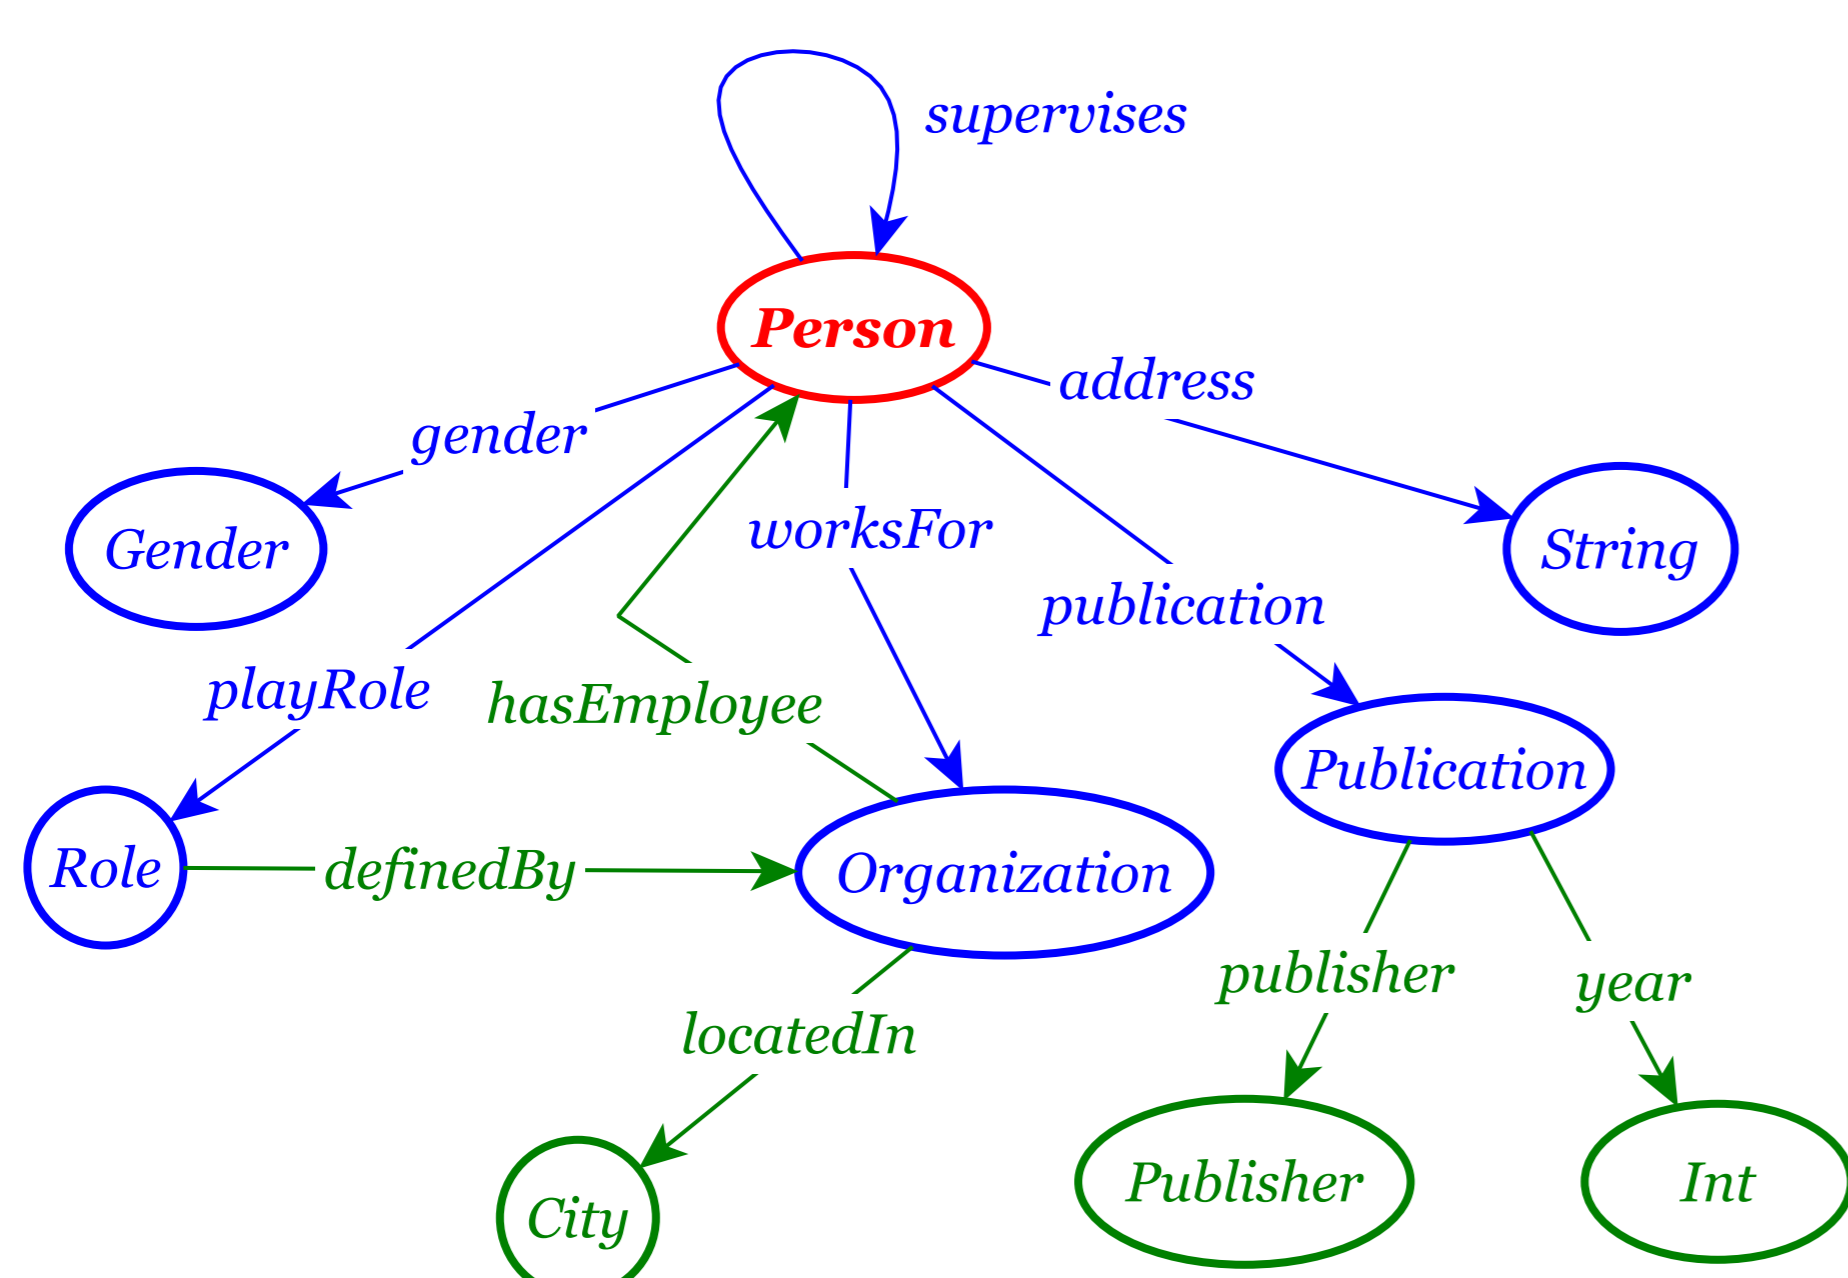 supervises
Person
address
gender
worksFor
Gender
String
publication
playRole
hasEmployee
Publication
Role
definedBy
Organization
publisher
year
locatedIn
Publisher
Int
City